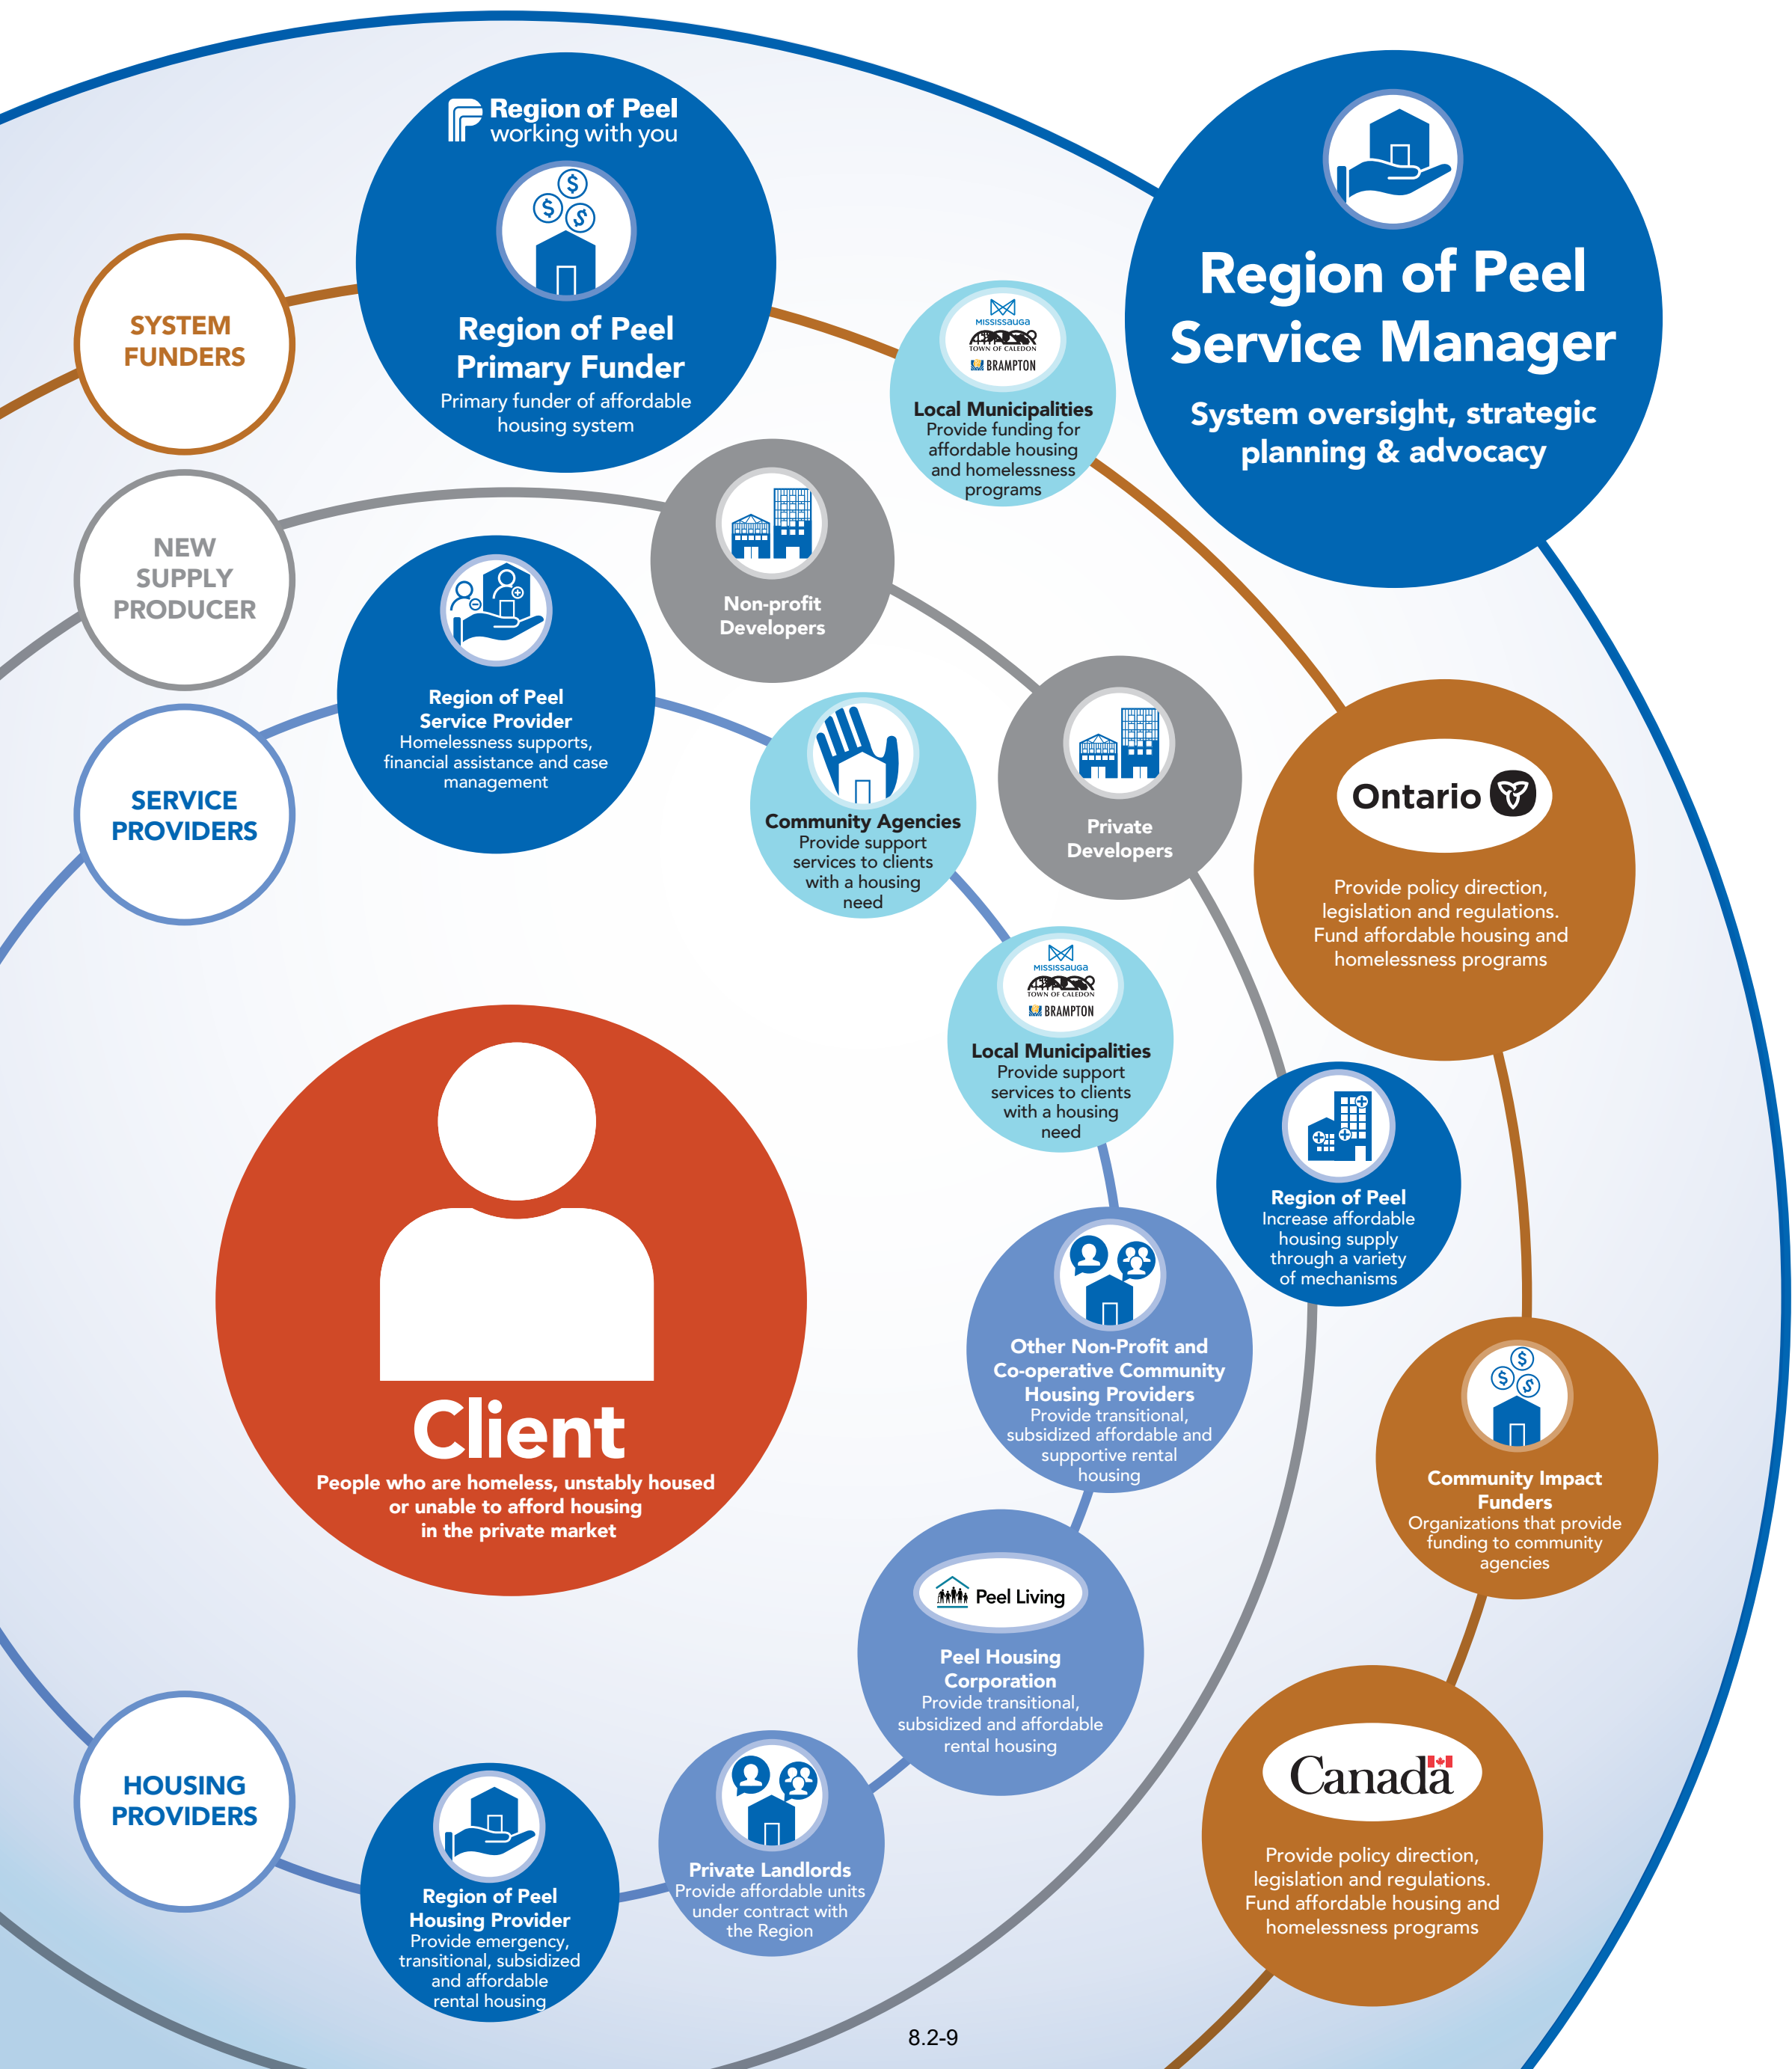 Region of Peel
working with you
Region of Peel
Primary Funder
Primary funder of affordable
housing system
Region of Peel
Service Manager
System oversight, strategic
planning & advocacy
SYSTEM
FUNDERS
MISSISSAUGA
TOWN OF CALEDON
BRAMPTON
Local Municipalities
Provide funding for
affordable housing
and homelessness
programs
NEW
SUPPLY
PRODUCER
Non-profit
Developers
Region of Peel
Service Provider
Homelessness supports,
financial assistance and case
management
SERVICE
PROVIDERS
Community Agencies
Provide support
services to clients
with a housing
need
Private
Developers
Ontario
Provide policy direction,
legislation and regulations.
Fund affordable housing and
homelessness programs
MISSISSAUGA
TOWN OF CALEDON
BRAMPTON
Local Municipalities
Provide support
services to clients
with a housing
need
Region of Peel
Increase affordable
housing supply
through a variety
of mechanisms
Client
People who are homeless, unstably housed
or unable to afford housing
in the private market
Other Non-Profit and
Co-operative Community
Housing Providers
Provide transitional,
subsidized affordable and
supportive rental
housing
Community Impact
Funders
Organizations that provide
funding to community
agencies
Peel Living
Peel Housing
Corporation
Provide transitional,
subsidized and affordable
rental housing
Canada
Provide policy direction,
legislation and regulations.
Fund affordable housing and
homelessness programs
HOUSING
PROVIDERS
Region of Peel
Housing Provider
Provide emergency,
transitional, subsidized
and affordable
rental housing
Private Landlords
Provide affordable units
under contract with
the Region
8.2-9